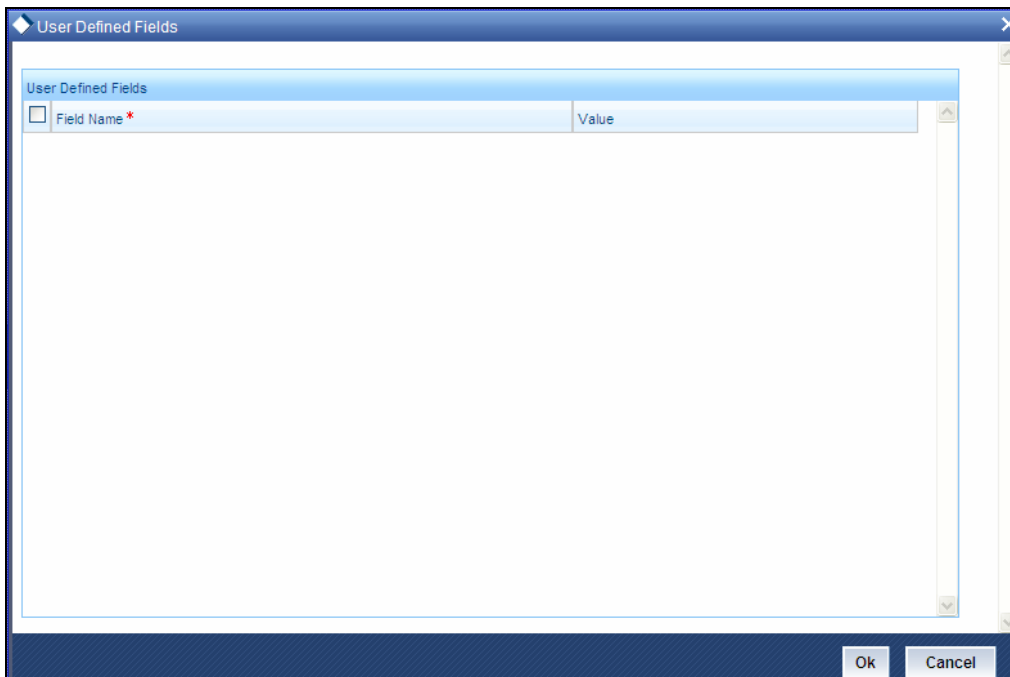 User Defined Fields
User Defined Fields
Field Name * Value
Ok Cancel